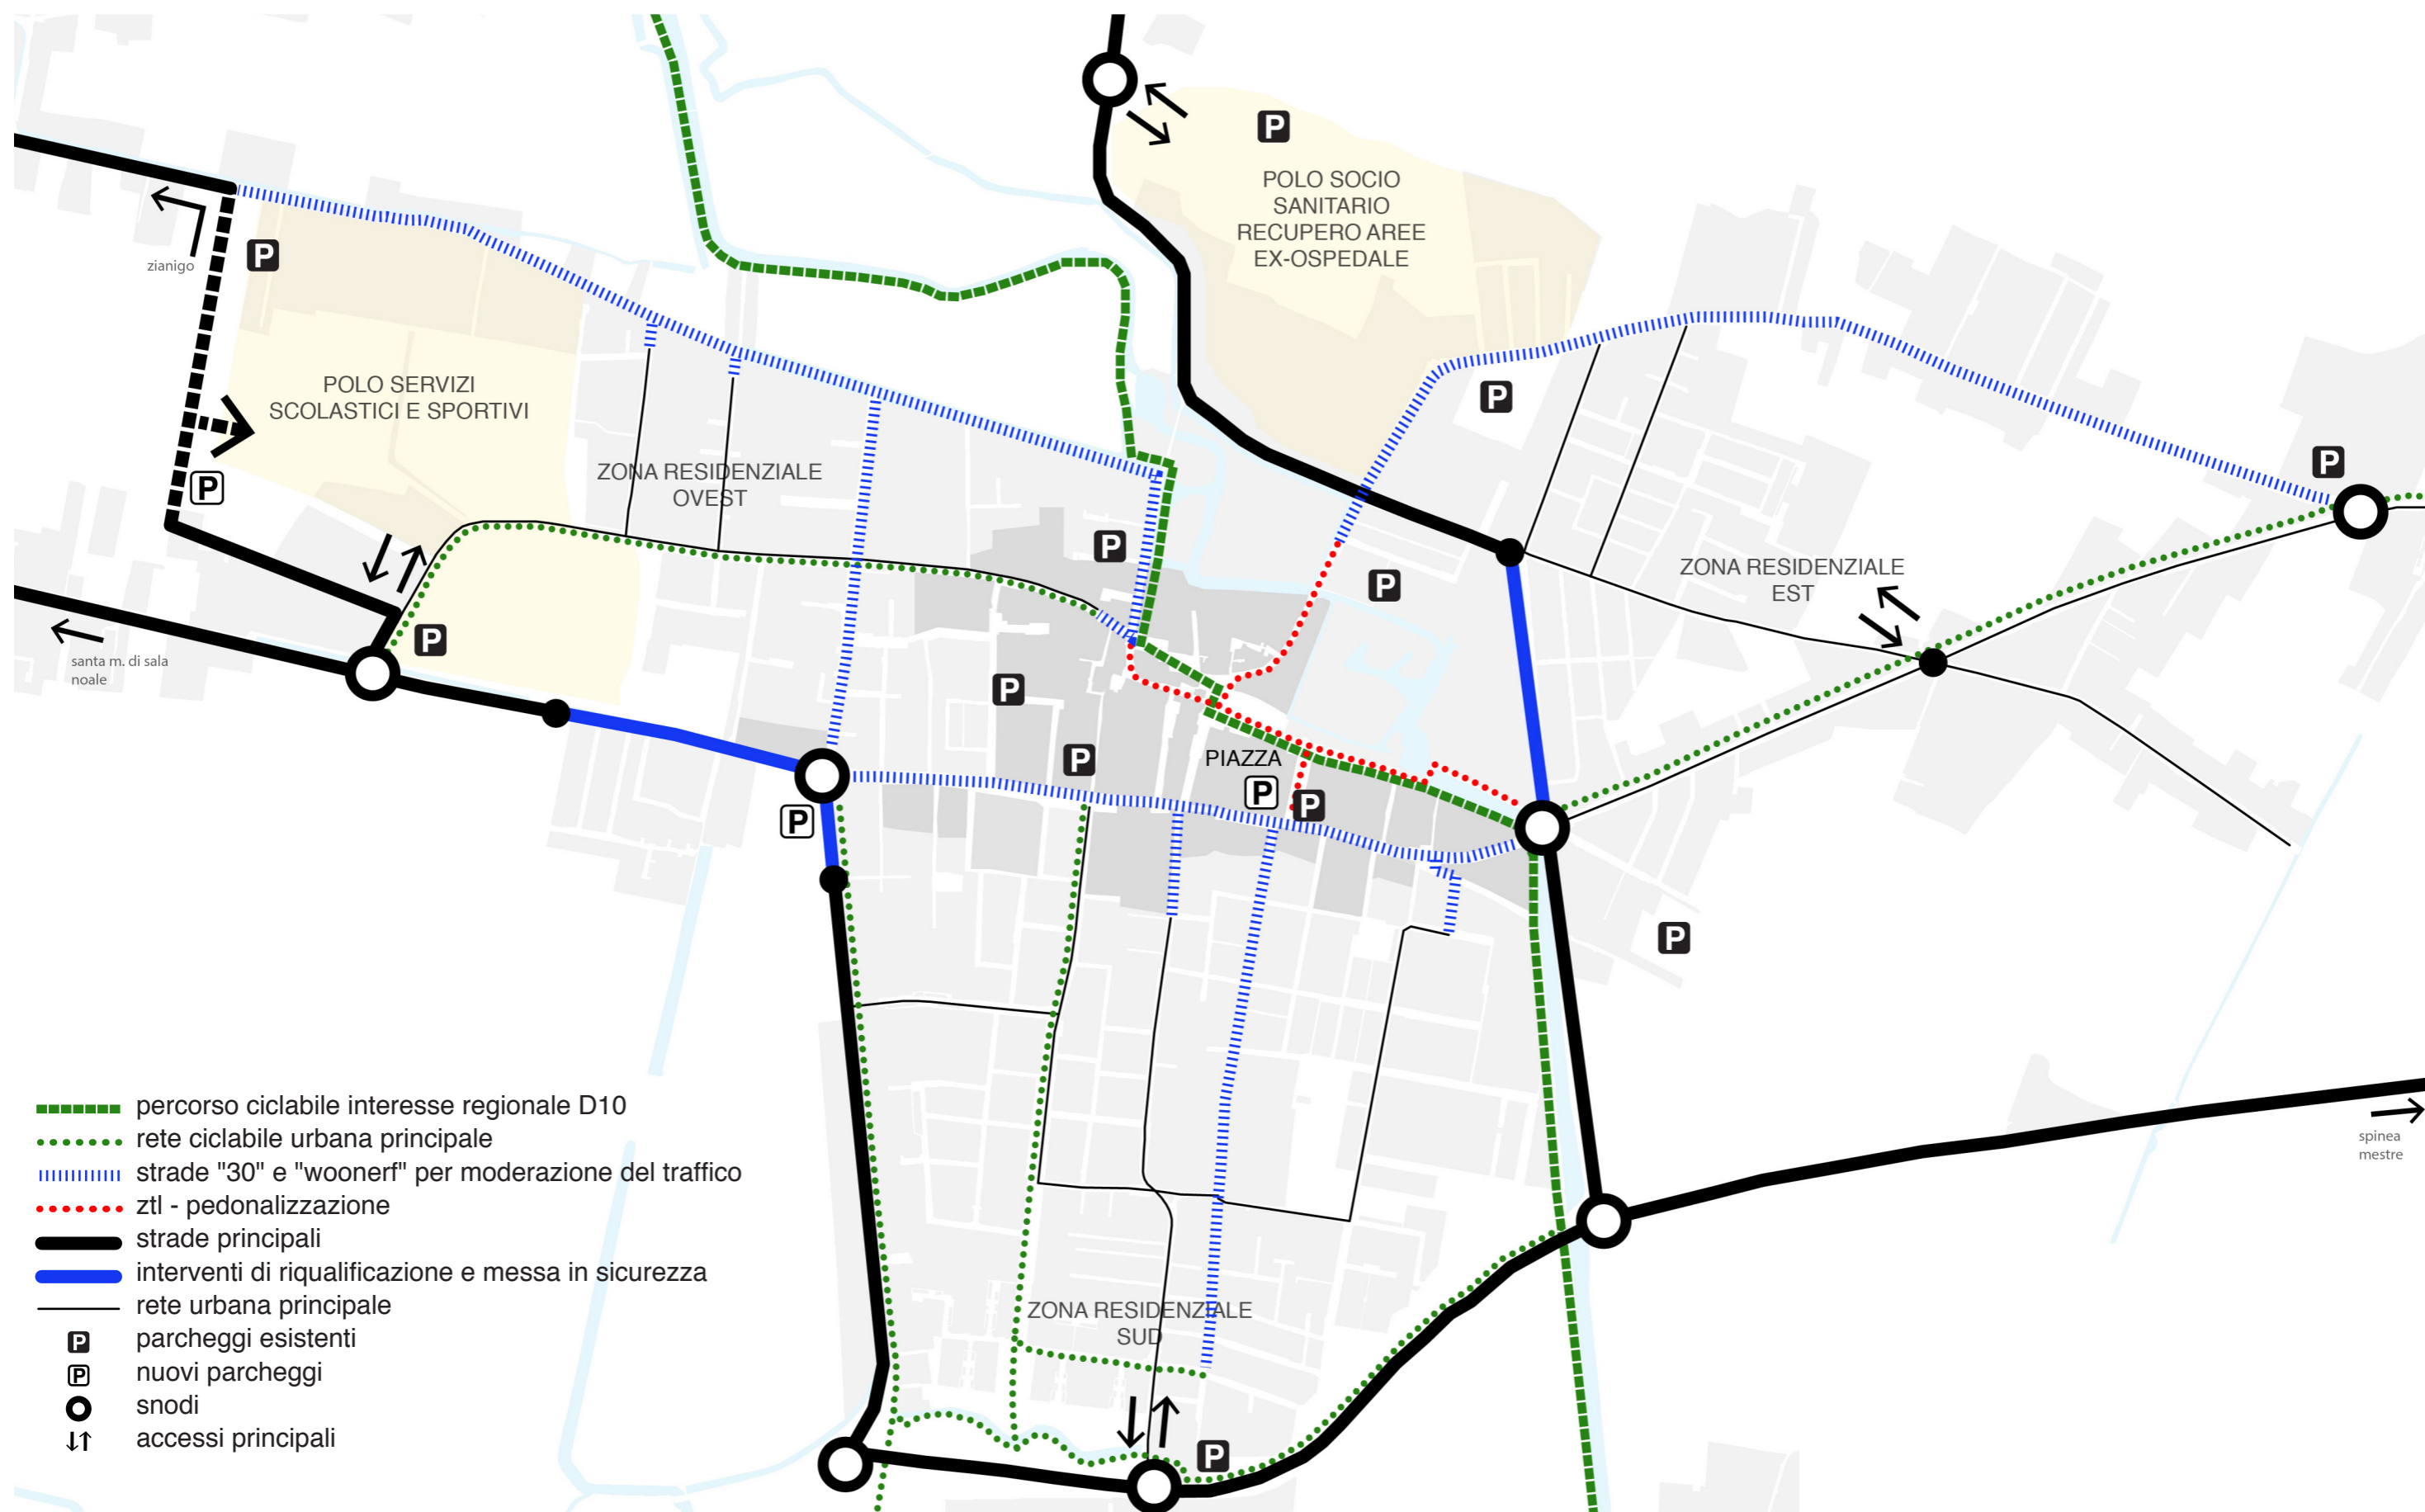 P
POLO SOCIO
SANITARIO
RECUPERO AREE
EX-OSPEDALE
zianigo
P
POLO SERVIZI
SCOLASTICI E SPORTIVI
P
P
ZONA RESIDENZIALE
OVEST
P
P
P
ZONA RESIDENZIALE
EST
P
santa m. di sala
noale
P
P
P
PIAZZA
P
P
P
P
percorso ciclabile interesse regionale D10
rete ciclabile urbana principale
strade "30" e "woonerf" per moderazione del traffico
ztl - pedonalizzazione
strade principali
interventi di riqualificazione e messa in sicurezza
rete urbana principale
P parcheggi esistenti
P nuovi parcheggi
snodi
accessi principali
spinea
mestre
ZONA RESIDENZIALE
SUD
P